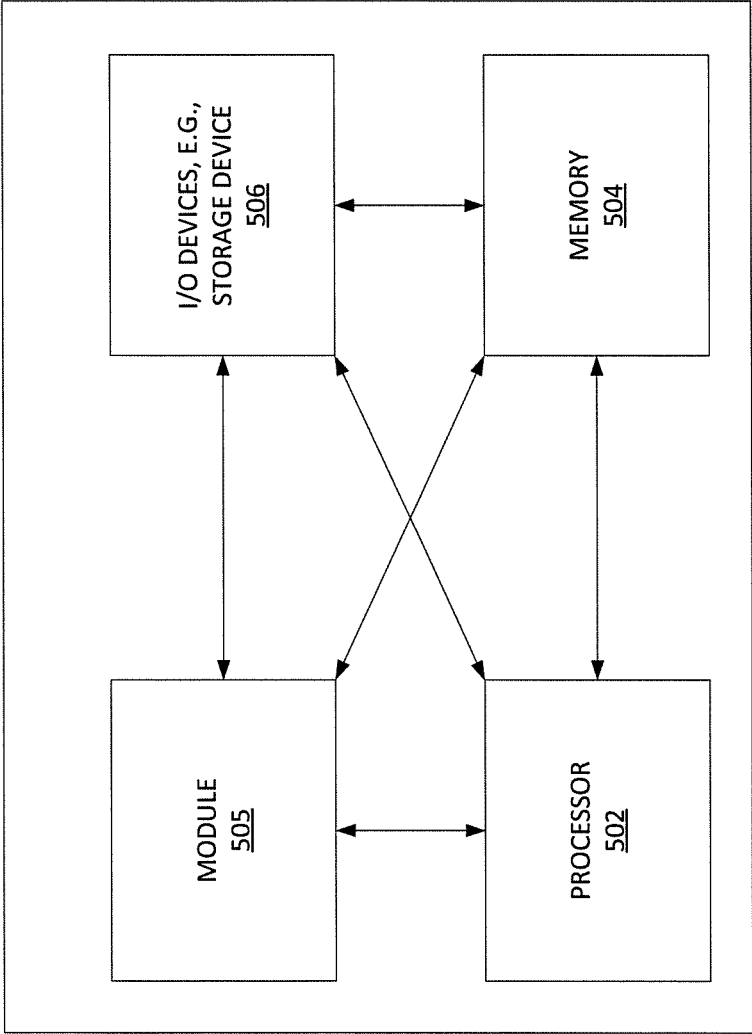 MODULE
505
I/O DEVICES, E.G.,
STORAGE DEVICE
506
PROCESSOR
502
MEMORY
504